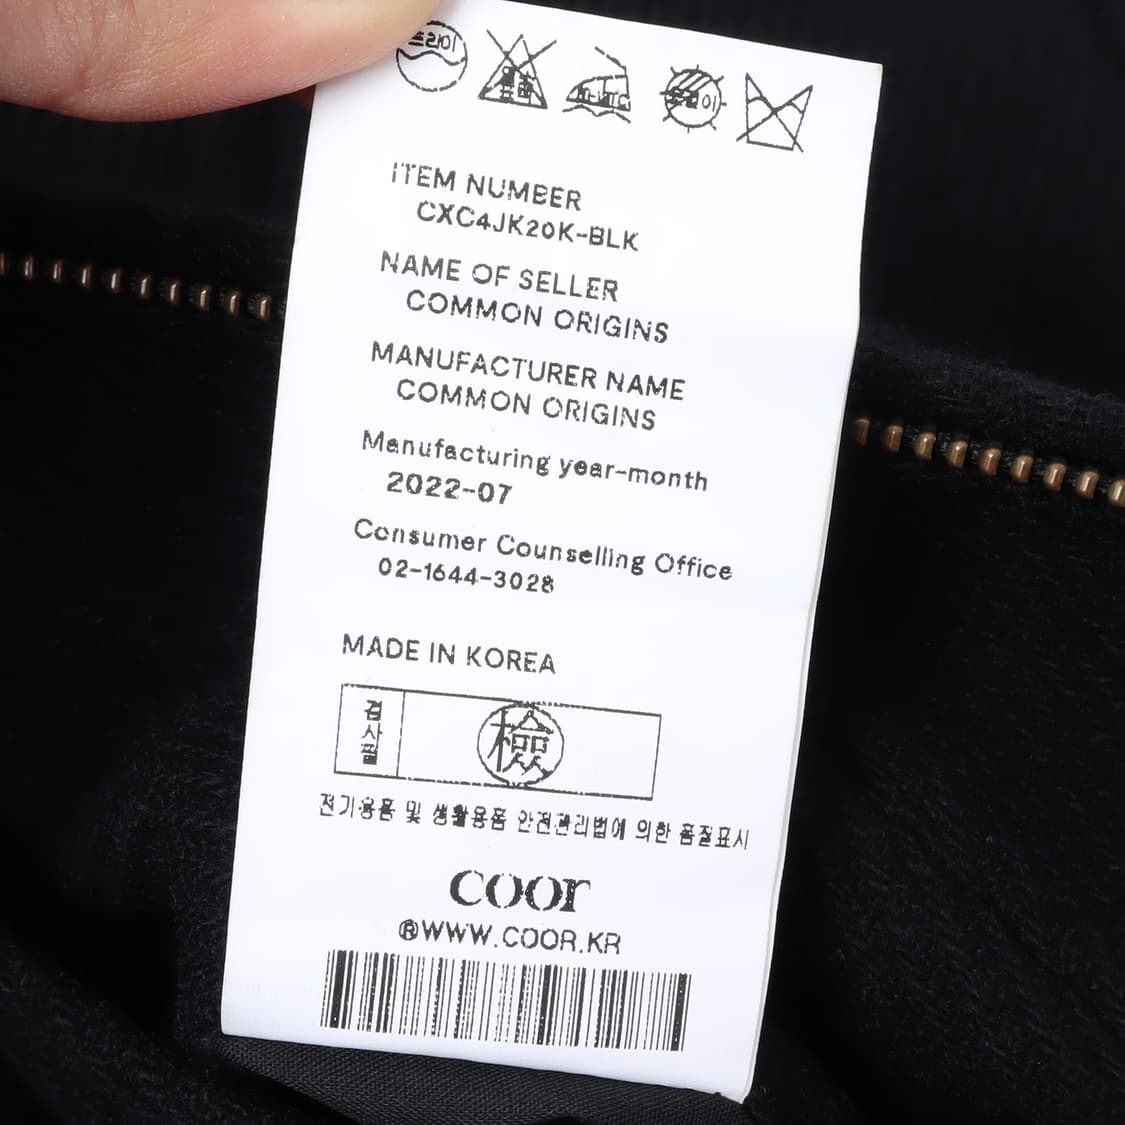 드라이
ITEM NUMBER
CXC4JK20K-BLK
NAME OF SELLER
COMMON ORIGINS
MANUFACTURER NAME
COMMON ORIGINS
Manufacturing year-month
2022-07
Consumer Counselling Office
02-1644-3028
MADE IN KOREA
검사필
檢
전기용품 및 생활용품 안전관리법에 의한 품질표시
coor
®WWW.COOR.KR